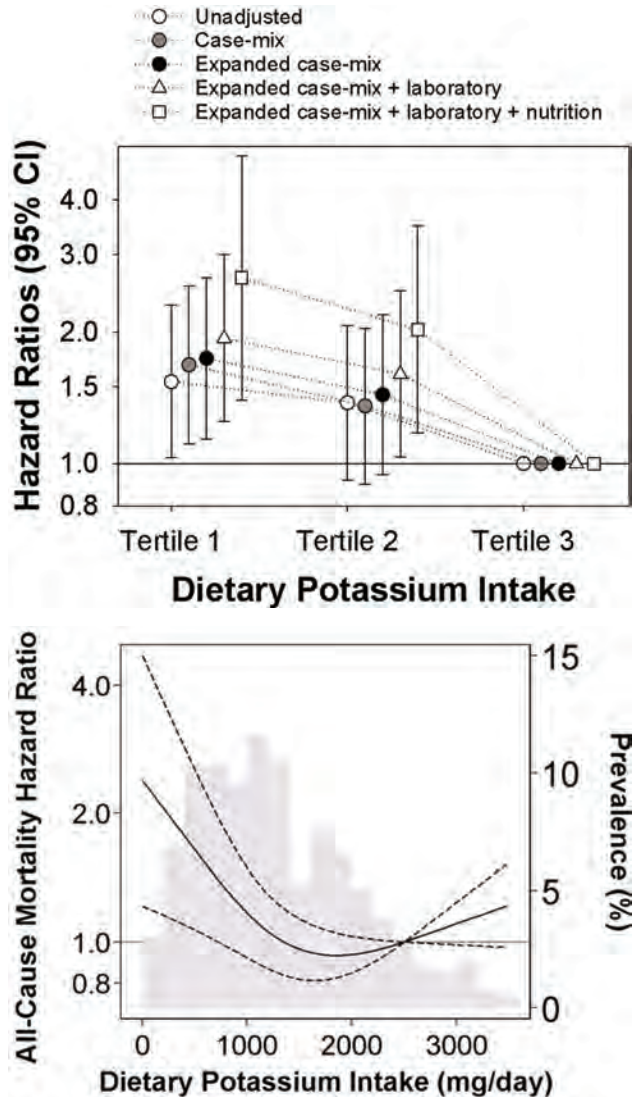 Unadjusted
Case-mix
Expanded case-mix
Expanded case-mix + laboratory
Expanded case-mix + laboratory + nutrition
Hazard Ratios (95% CI)
4.0
3.0
2.0
1.5
1.0
0.8
Tertile 1 Tertile 2 Tertile 3
Dietary Potassium Intake
All-Cause Mortality Hazard Ratio
4.0
2.0
1.0
0.8
15
10
5
0
Prevalence (%)
0 1000 2000 3000
Dietary Potassium Intake (mg/day)